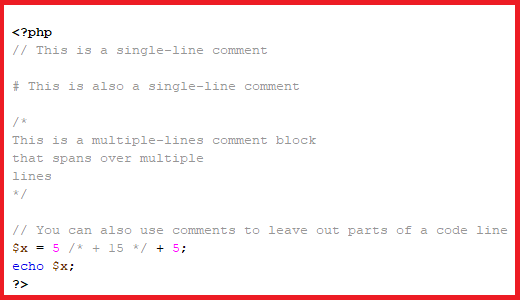 <?php
// This is a single-line comment
# This is also a single-line comment
/*
This is a multiple-lines comment block
that spans over multiple
lines
*/
// You can also use comments to leave out parts of a code line
$x = 5 /* + 15 */ + 5;
echo $x;
?>